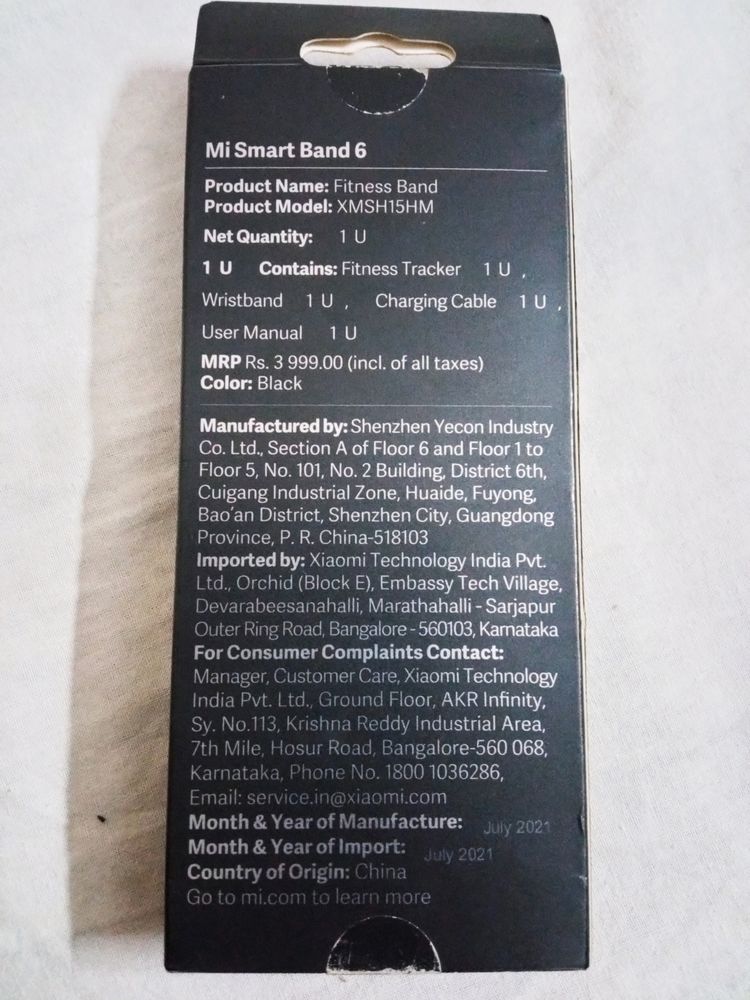 Mi Smart Band 6
Product Name: Fitness Band
Product Model: XMSH15HM
Net Quantity: 1 U
1 U Contains: Fitness Tracker 1 U ,
Wristband 1 U , Charging Cable 1 U ,
User Manual 1 U
MRP Rs. 3 999.00 (incl. of all taxes)
Color: Black
Manufactured by: Shenzhen Yecon Industry
Co. Ltd., Section A of Floor 6 and Floor 1 to
Floor 5, No. 101, No. 2 Building, District 6th,
Cuigang Industrial Zone, Huaide, Fuyong,
Bao'an District, Shenzhen City, Guangdong
Province, P. R. China-518103
Imported by: Xiaomi Technology India Pvt.
Ltd., Orchid (Block E), Embassy Tech Village,
Devarabeesanahalli, Marathahalli - Sarjapur
Outer Ring Road, Bangalore - 560103, Karnataka
For Consumer Complaints Contact:
Manager, Customer Care, Xiaomi Technology
India Pvt. Ltd., Ground Floor, AKR Infinity,
Sy. No.113, Krishna Reddy Industrial Area,
7th Mile, Hosur Road, Bangalore-560 068,
Karnataka, Phone No. 1800 1036286,
Email: service.in@xiaomi.com
Month & Year of Manufacture: July 2021
Month & Year of Import: July 2021
Country of Origin: China
Go to mi.com to learn more